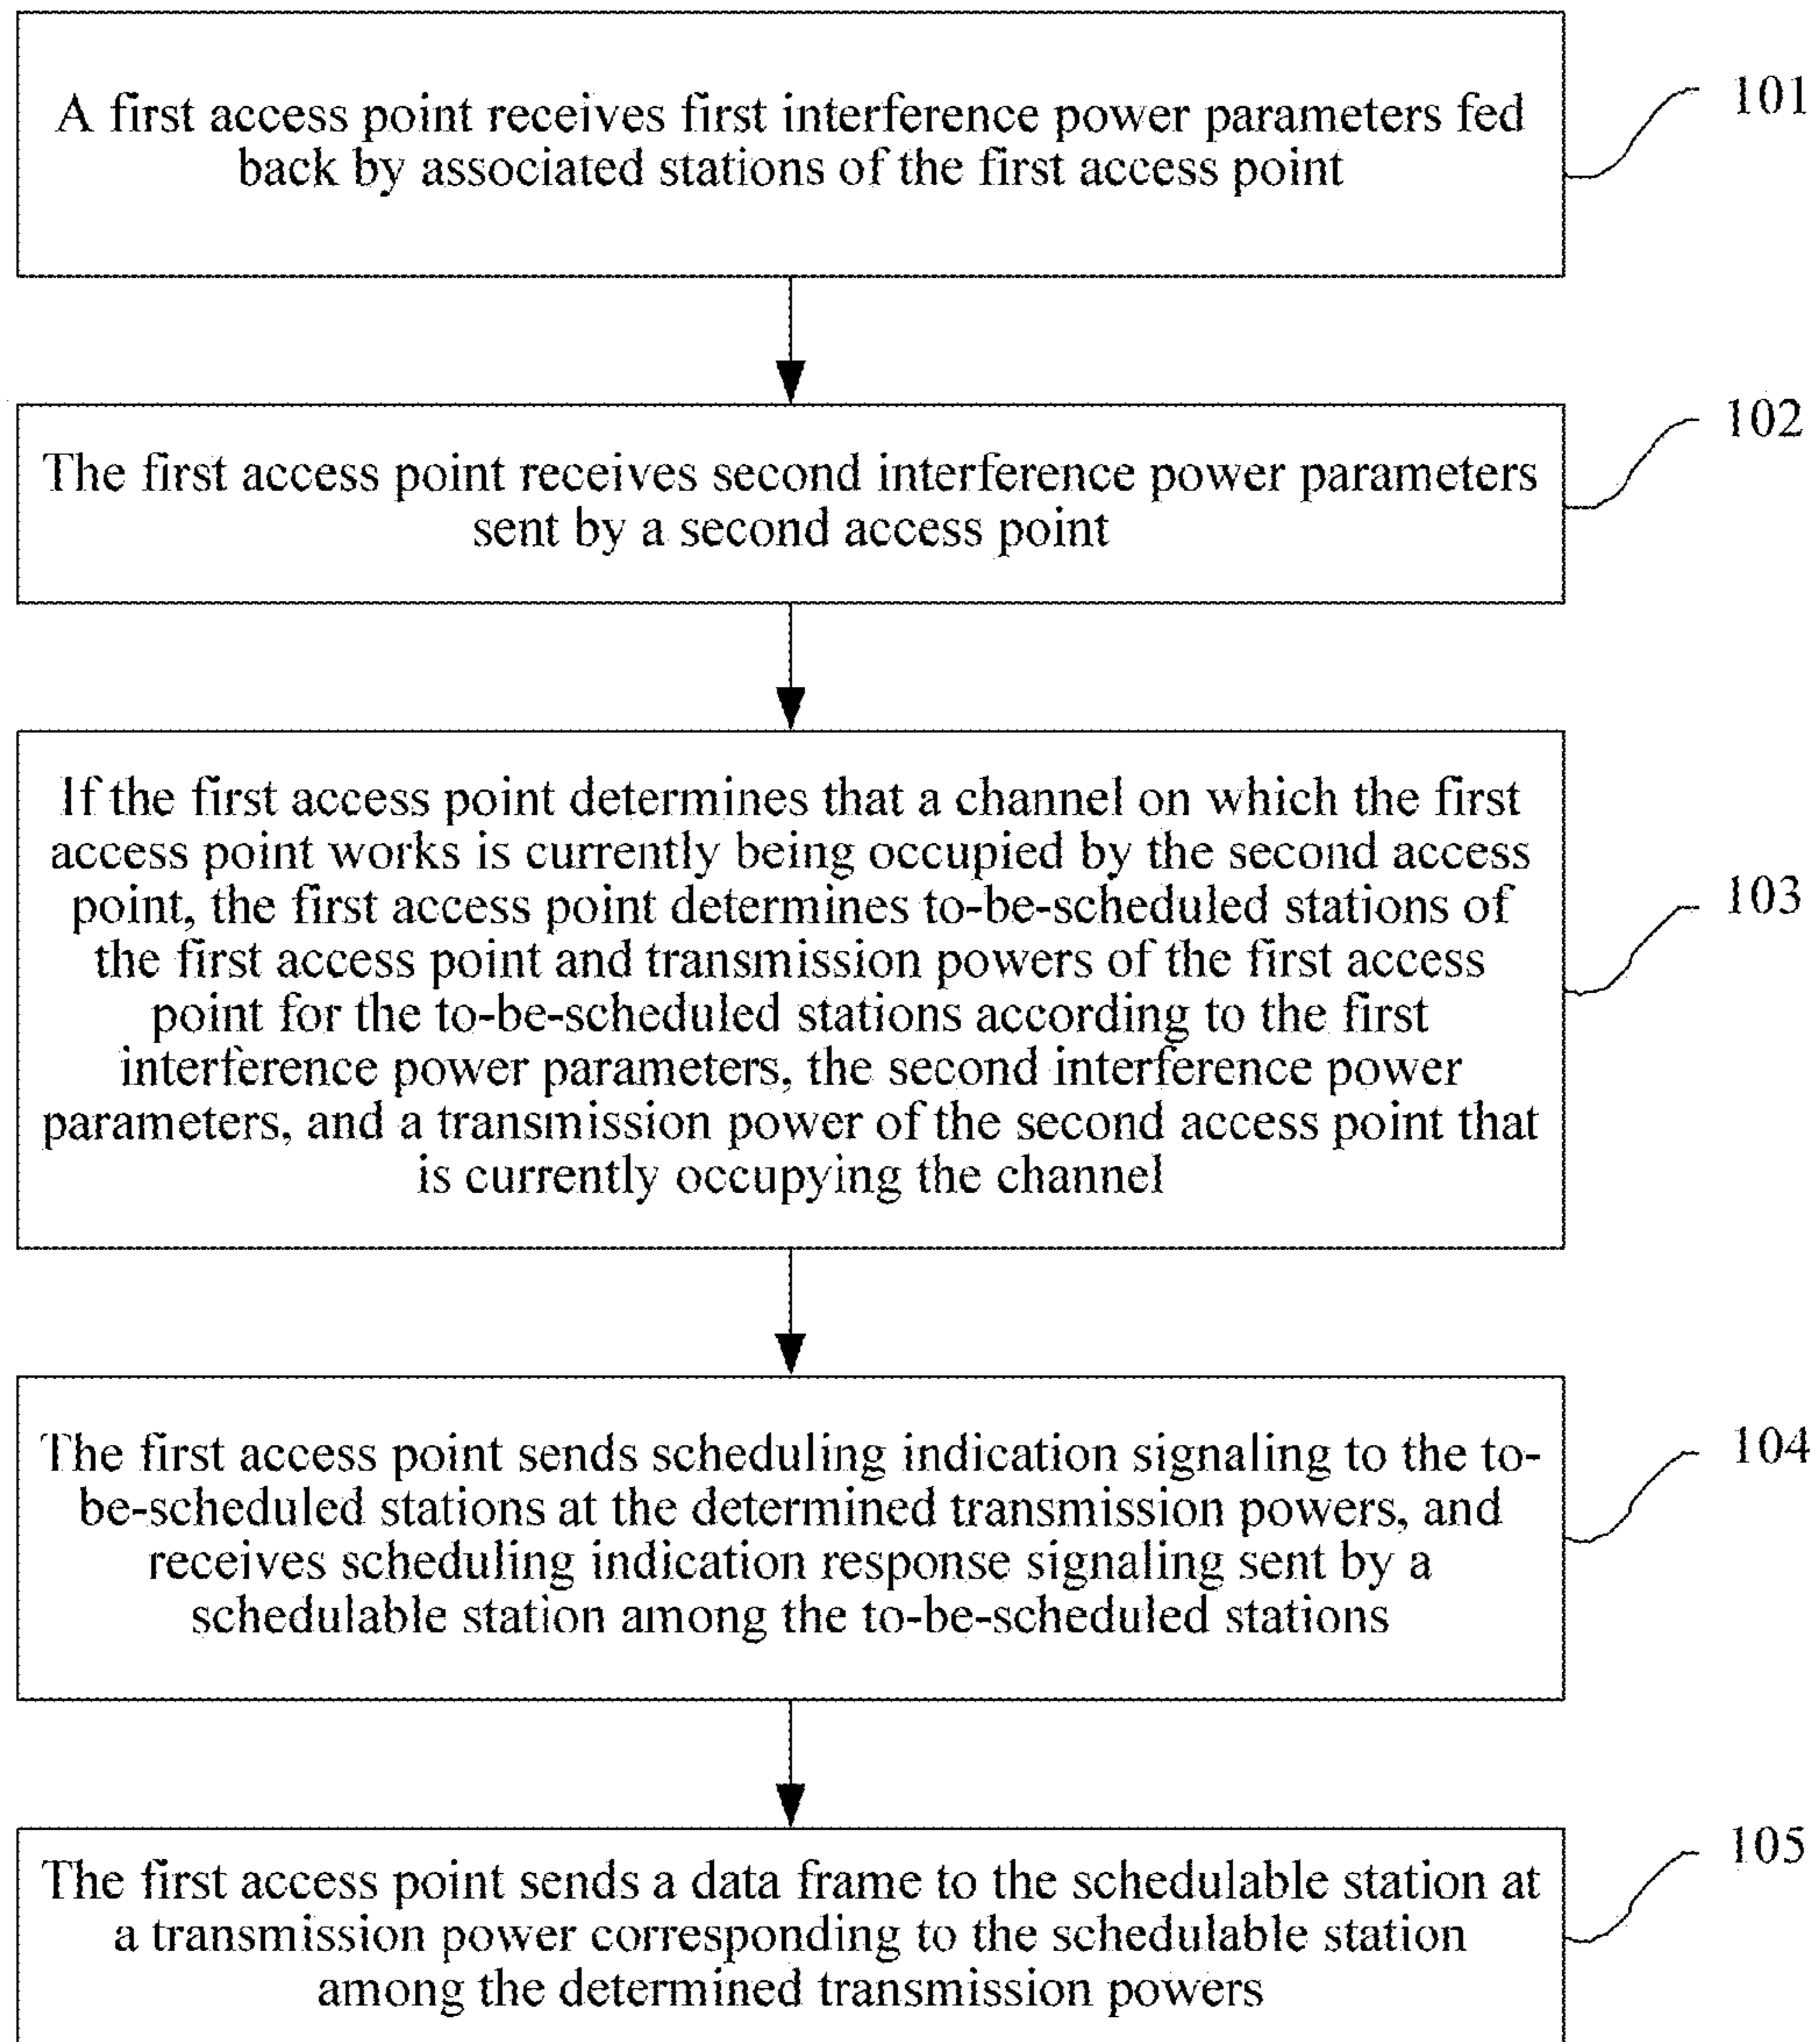 A first access point receives first interference power parameters fed
back by associated stations of the first access point
101
The first access point receives second interference power parameters
sent by a second access point
102
If the first access point determines that a channel on which the first
access point works is currently being occupied by the second access
point, the first access point determines to-be-scheduled stations of
the first access point and transmission powers of the first access
point for the to-be-scheduled stations according to the first
interference power parameters, the second interference power
parameters, and a transmission power of the second access point that
is currently occupying the channel
103
The first access point sends scheduling indication signaling to the to-
be-scheduled stations at the determined transmission powers, and
receives scheduling indication response signaling sent by a
schedulable station among the to-be-scheduled stations
104
The first access point sends a data frame to the schedulable station at
a transmission power corresponding to the schedulable station
among the determined transmission powers
105